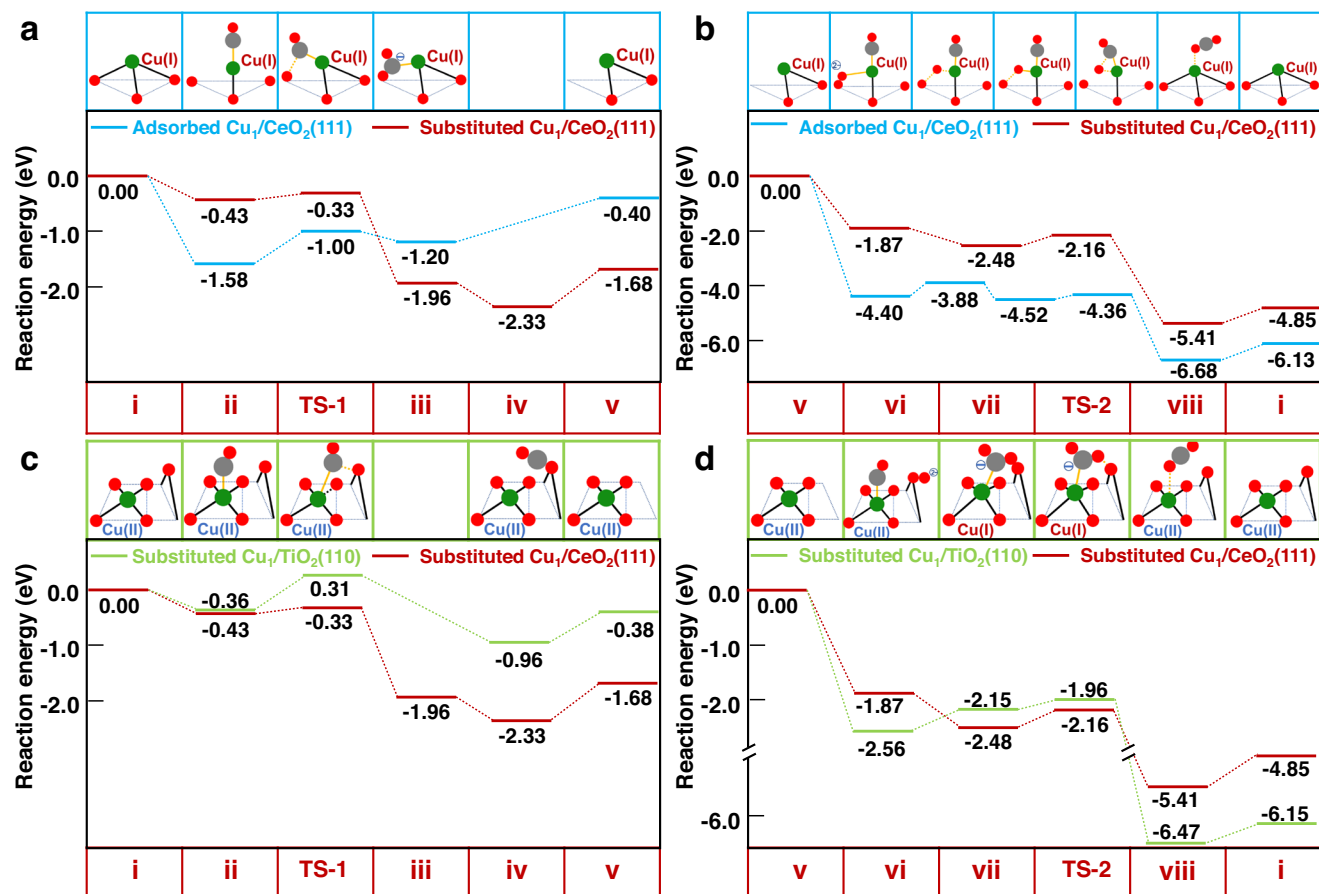 a
Cu(I)
Cu(I)
Cu(I)
Cu(I)
Cu(I)
Adsorbed Cu₁/CeO₂(111)
Substituted Cu₁/CeO₂(111)
Reaction energy (eV)
0.0
-1.0
-2.0
0.00
-0.43
-0.33
-1.58
-1.00
-1.20
-1.96
-2.33
-0.40
-1.68
i
ii
TS-1
iii
iv
v
b
Cu(I)
Cu(I)
Cu(I)
Cu(I)
Cu(I)
Cu(I)
Cu(I)
Adsorbed Cu₁/CeO₂(111)
Substituted Cu₁/CeO₂(111)
Reaction energy (eV)
0.0
-2.0
-4.0
-6.0
0.00
-1.87
-2.48
-2.16
-4.40
-3.88
-4.52
-4.36
-5.41
-4.85
-6.68
-6.13
v
vi
vii
TS-2
viii
i
c
Cu(II)
Cu(II)
Cu(II)
Cu(II)
Cu(II)
Substituted Cu₁/TiO₂(110)
Substituted Cu₁/CeO₂(111)
Reaction energy (eV)
0.0
-1.0
-2.0
0.00
-0.36
-0.43
0.31
-0.33
-0.96
-0.38
-1.96
-2.33
-1.68
i
ii
TS-1
iii
iv
v
d
Cu(II)
Cu(II)
Cu(I)
Cu(I)
Cu(II)
Cu(II)
Substituted Cu₁/TiO₂(110)
Substituted Cu₁/CeO₂(111)
Reaction energy (eV)
0.0
-1.0
-2.0
-6.0
0.00
-1.87
-2.56
-2.15
-2.48
-1.96
-2.16
-5.41
-6.47
-4.85
-6.15
v
vi
vii
TS-2
viii
i